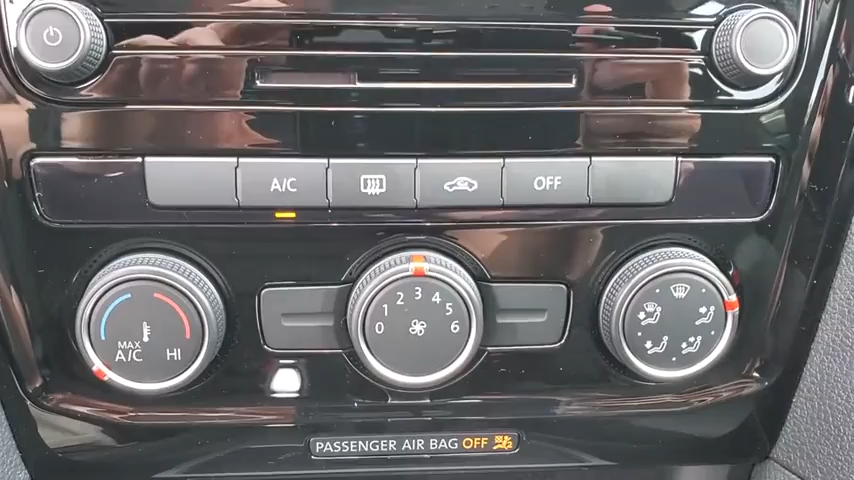 A/C
OFF
MAX
A/C HI
0 1 2 3 4 5 6
PASSENGER AIR BAG OFF